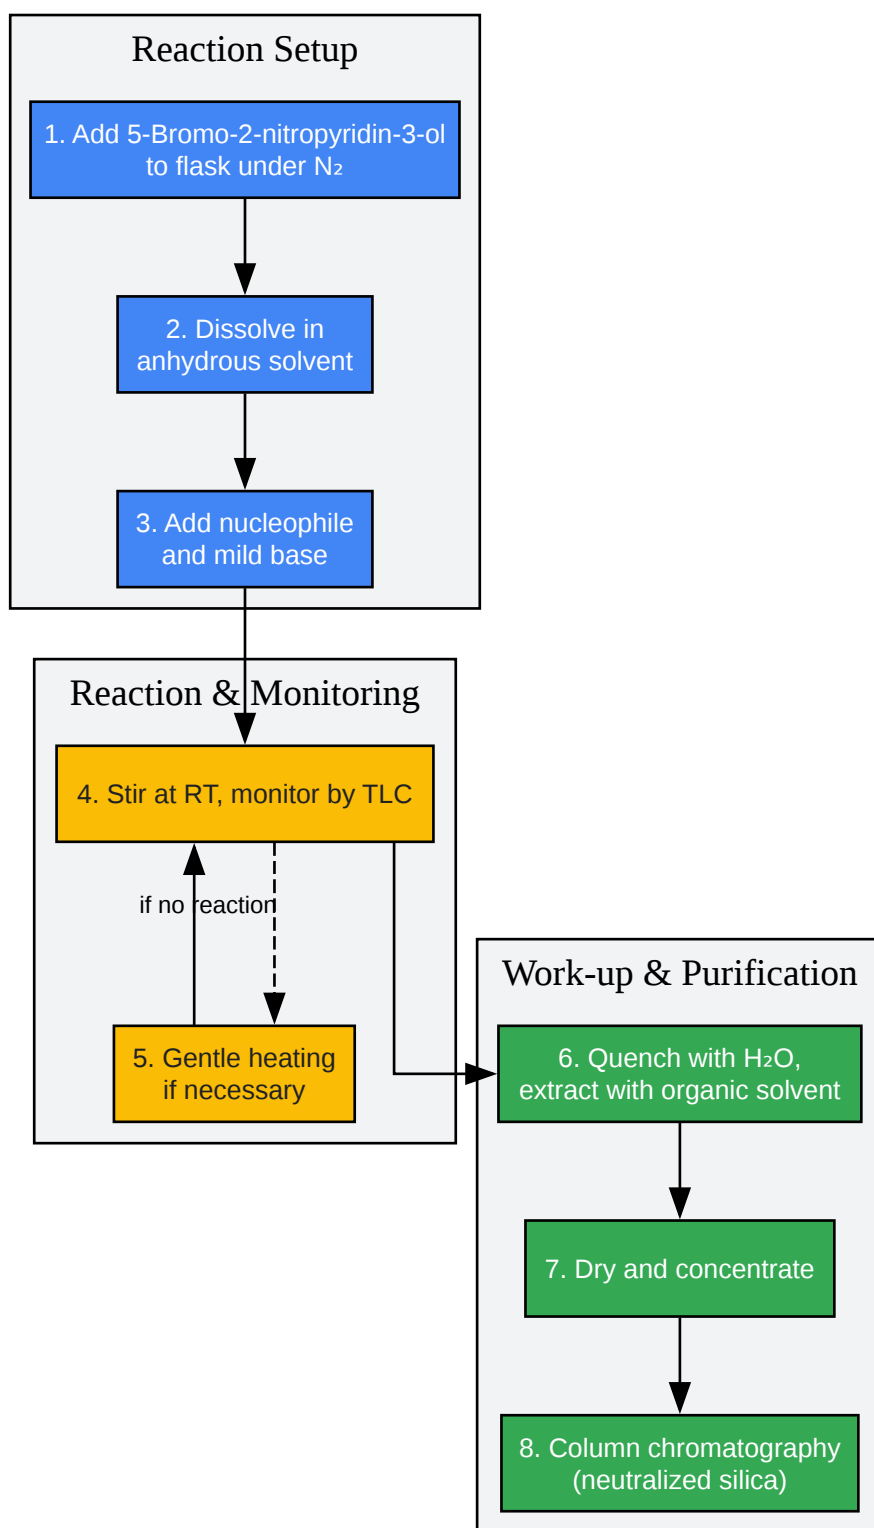 Reaction Setup
1. Add 5-Bromo-2-nitropyridin-3-ol
to flask under N₂
2. Dissolve in
anhydrous solvent
3. Add nucleophile
and mild base
Reaction & Monitoring
4. Stir at RT, monitor by TLC
if no reaction
5. Gentle heating
if necessary
Work-up & Purification
6. Quench with H₂O,
extract with organic solvent
7. Dry and concentrate
8. Column chromatography
(neutralized silica)